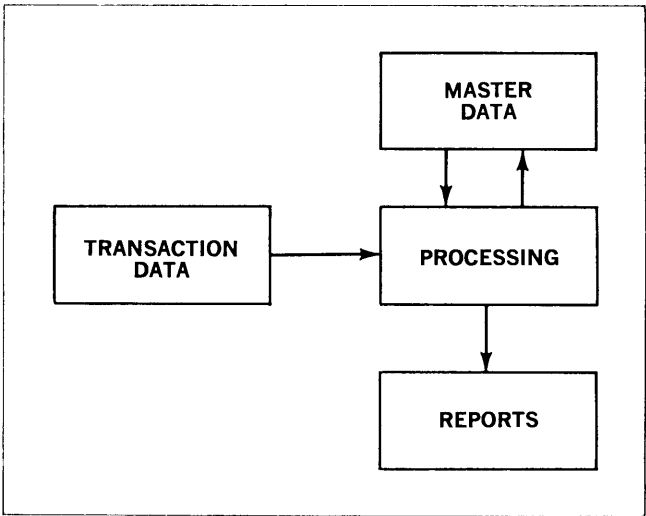 MASTER
DATA
TRANSACTION
DATA
PROCESSING
REPORTS